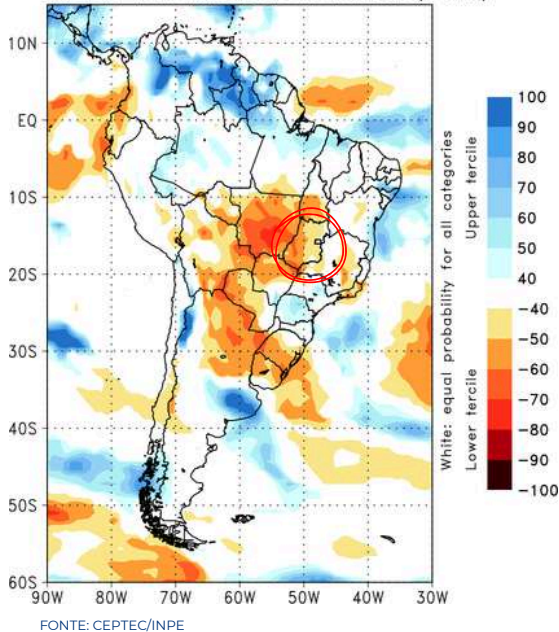 10N
EQ
10S
20S
30S
40S
50S
60S
90W 80W 70W 60W 50W 40W 30W
White: equal probability for all categories
Lower tercile Upper tercile
100
90
80
70
60
50
40
-40
-50
-60
-70
-80
-90
-100
FONTE: CEPTEC/INPE